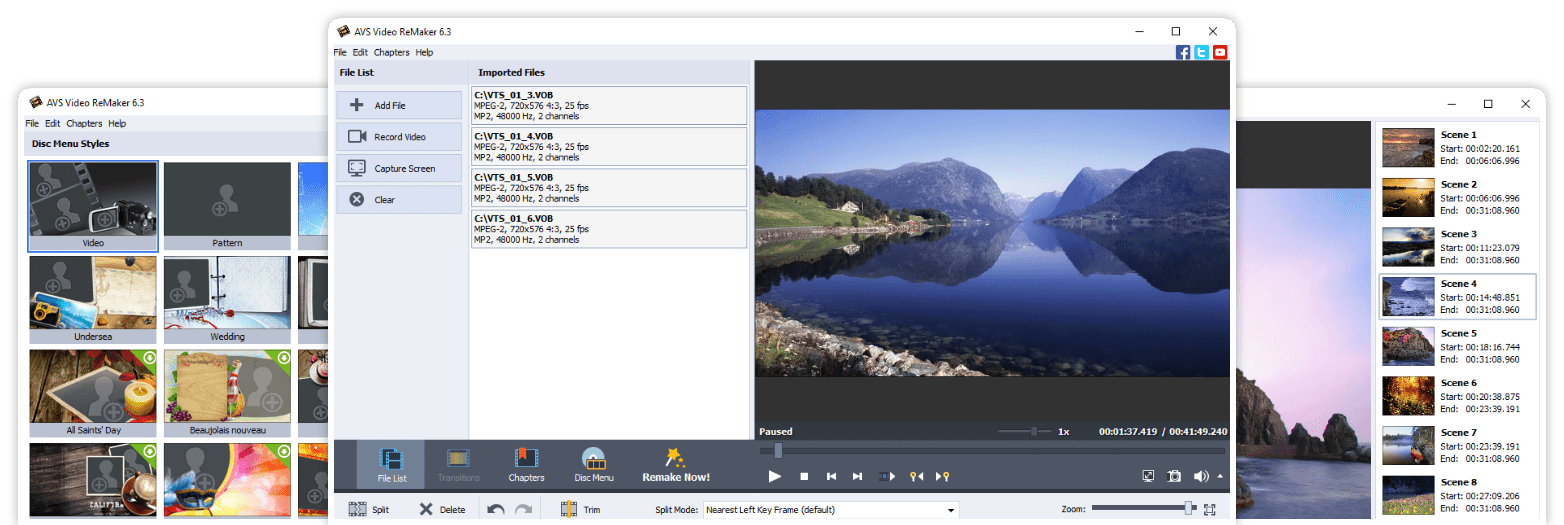 AVS Video ReMaker 6.3
File Edit Chapters Help
Disc Menu Styles
Video
Pattern
Undersea
Wedding
All Saints' Day
Beaujolais nouveau
AVS Video ReMaker 6.3
File Edit Chapters Help
File List
Imported Files
Add File
Record Video
Capture Screen
Clear
C:\VTS_01_3.VOB
MPEG-2, 720x576 4:3, 25 fps
MP2, 48000 Hz, 2 channels
C:\VTS_01_4.VOB
MPEG-2, 720x576 4:3, 25 fps
MP2, 48000 Hz, 2 channels
C:\VTS_01_5.VOB
MPEG-2, 720x576 4:3, 25 fps
MP2, 48000 Hz, 2 channels
C:\VTS_01_6.VOB
MPEG-2, 720x576 4:3, 25 fps
MP2, 48000 Hz, 2 channels
Paused
1x
00:01:37.419 / 00:41:49.240
File List
Transitions
Chapters
Disc Menu
Remake Now!
Split
Delete
Trim
Split Mode:
Nearest Left Key Frame (default)
Zoom:
Scene 1
Start: 00:02:20.161
End: 00:06:06.996
Scene 2
Start: 00:06:06.996
End: 00:31:08.960
Scene 3
Start: 00:11:23.079
End: 00:31:08.960
Scene 4
Start: 00:14:48.851
End: 00:31:08.960
Scene 5
Start: 00:18:16.744
End: 00:31:08.960
Scene 6
Start: 00:20:38.875
End: 00:23:39.191
Scene 7
Start: 00:23:39.191
End: 00:31:08.960
Scene 8
Start: 00:27:09.206
End: 00:31:08.960